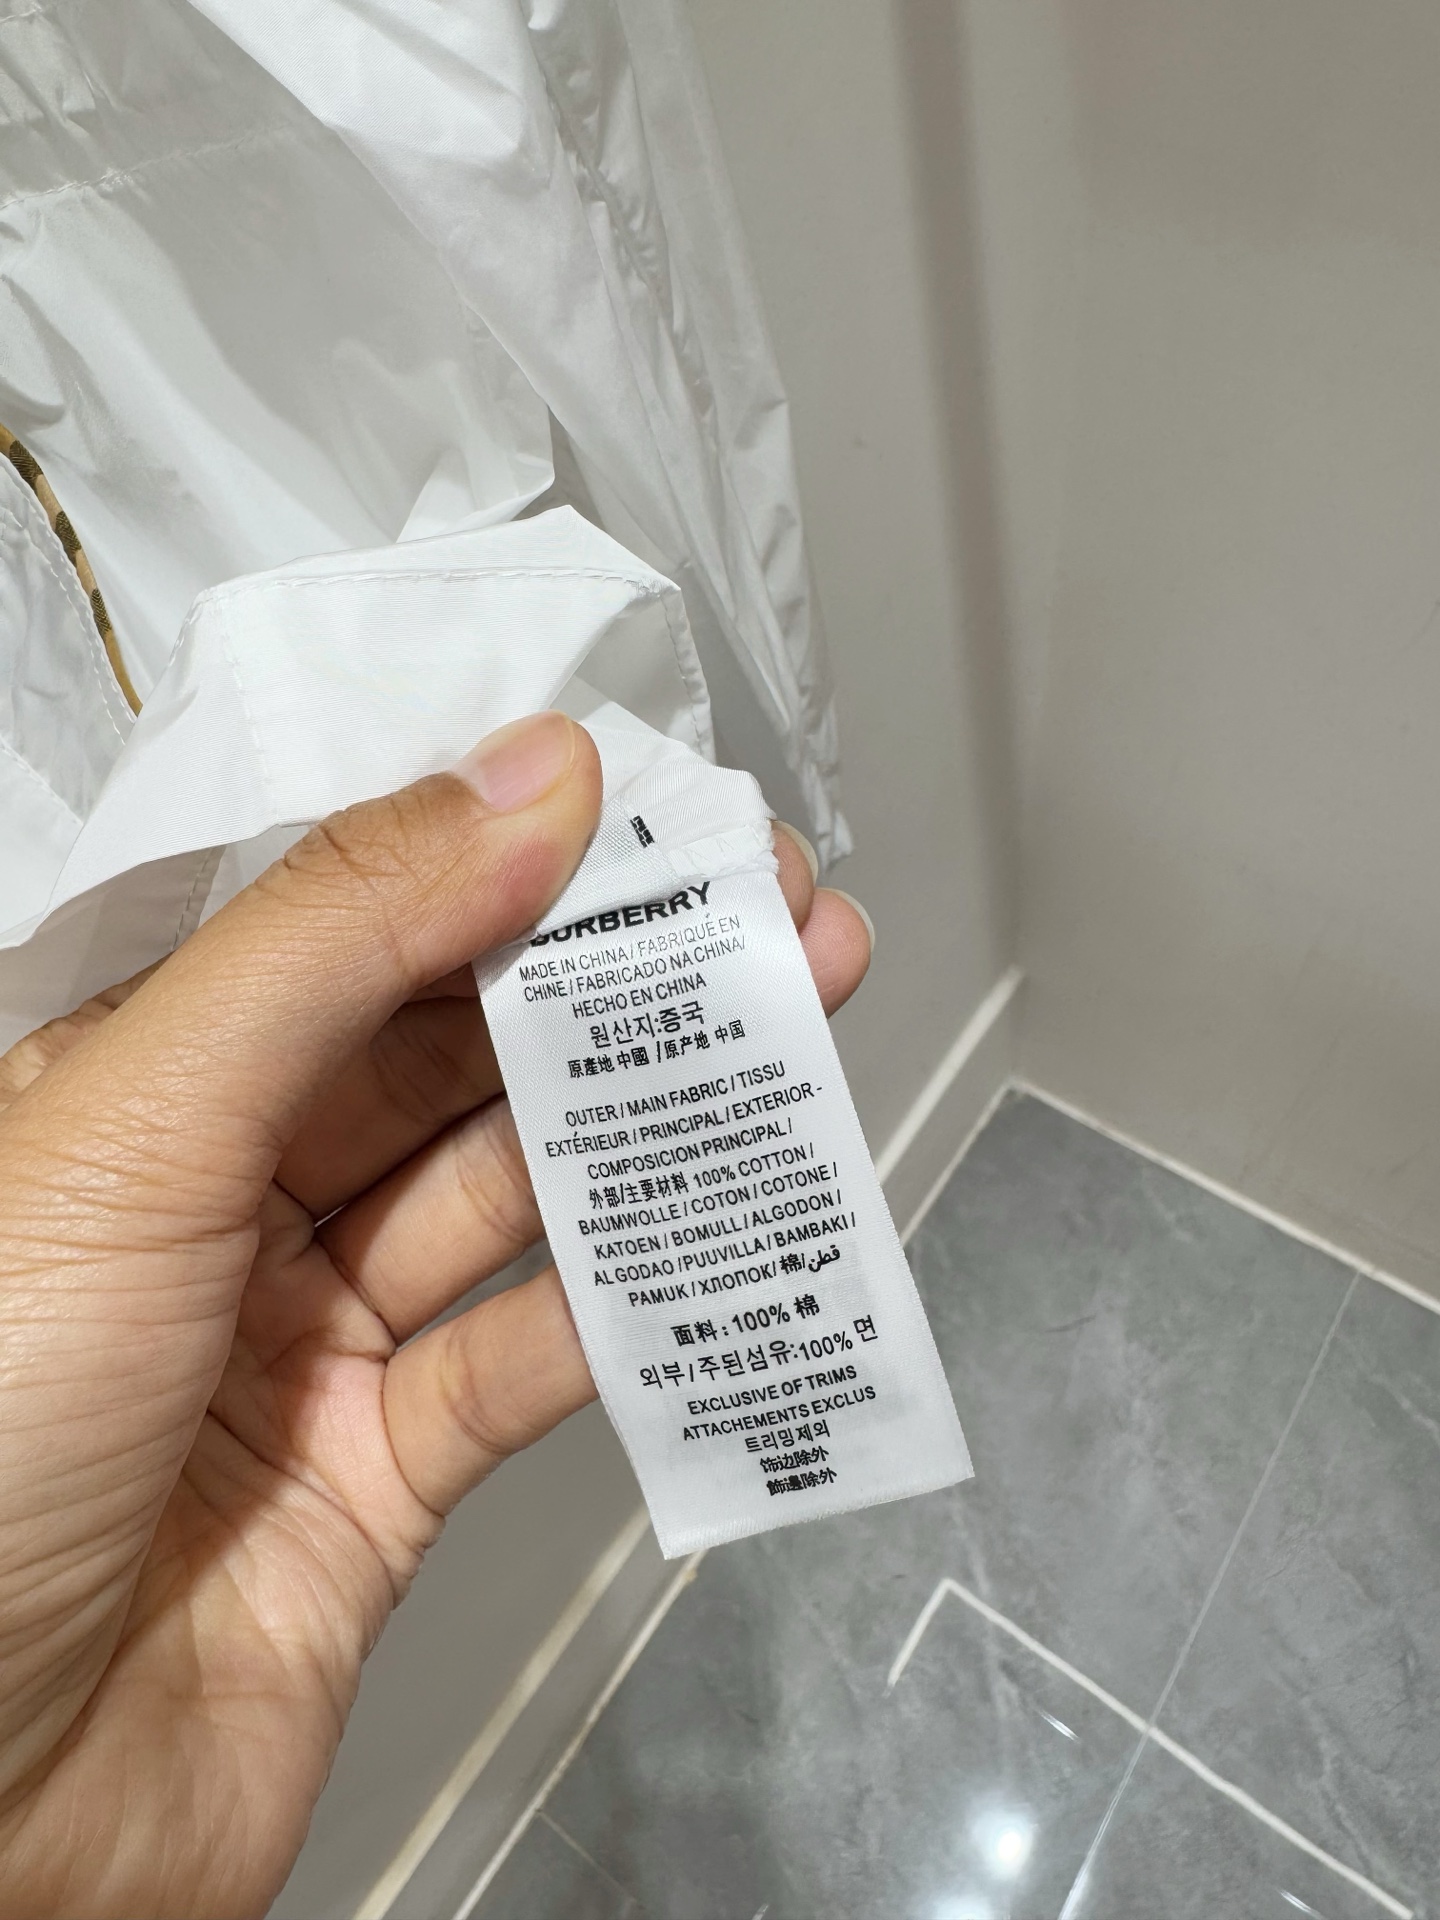 BURBERRY
MADE IN CHINA / FABRIQUÉ EN
CHINE / FABRICADO NA CHINA/
HECHO EN CHINA
원산지:중국
原產地 中國 / 原产地 中国
OUTER / MAIN FABRIC / TISSU
EXTÉRIEUR / PRINCIPAL / EXTERIOR -
COMPOSICION PRINCIPAL /
外部/主要材料 100% COTTON /
BAUMWOLLE / COTON / COTONE /
KATOEN / BOMULL / ALGODON /
ALGODAO / PUUVILLA / BAMBAKI /
PAMUK / ХЛОПОК/ 棉/قطن
面料 : 100% 棉
외부 / 주된섬유:100% 면
EXCLUSIVE OF TRIMS
ATTACHEMENTS EXCLUS
트리밍제외
饰边除外
飾邊除外